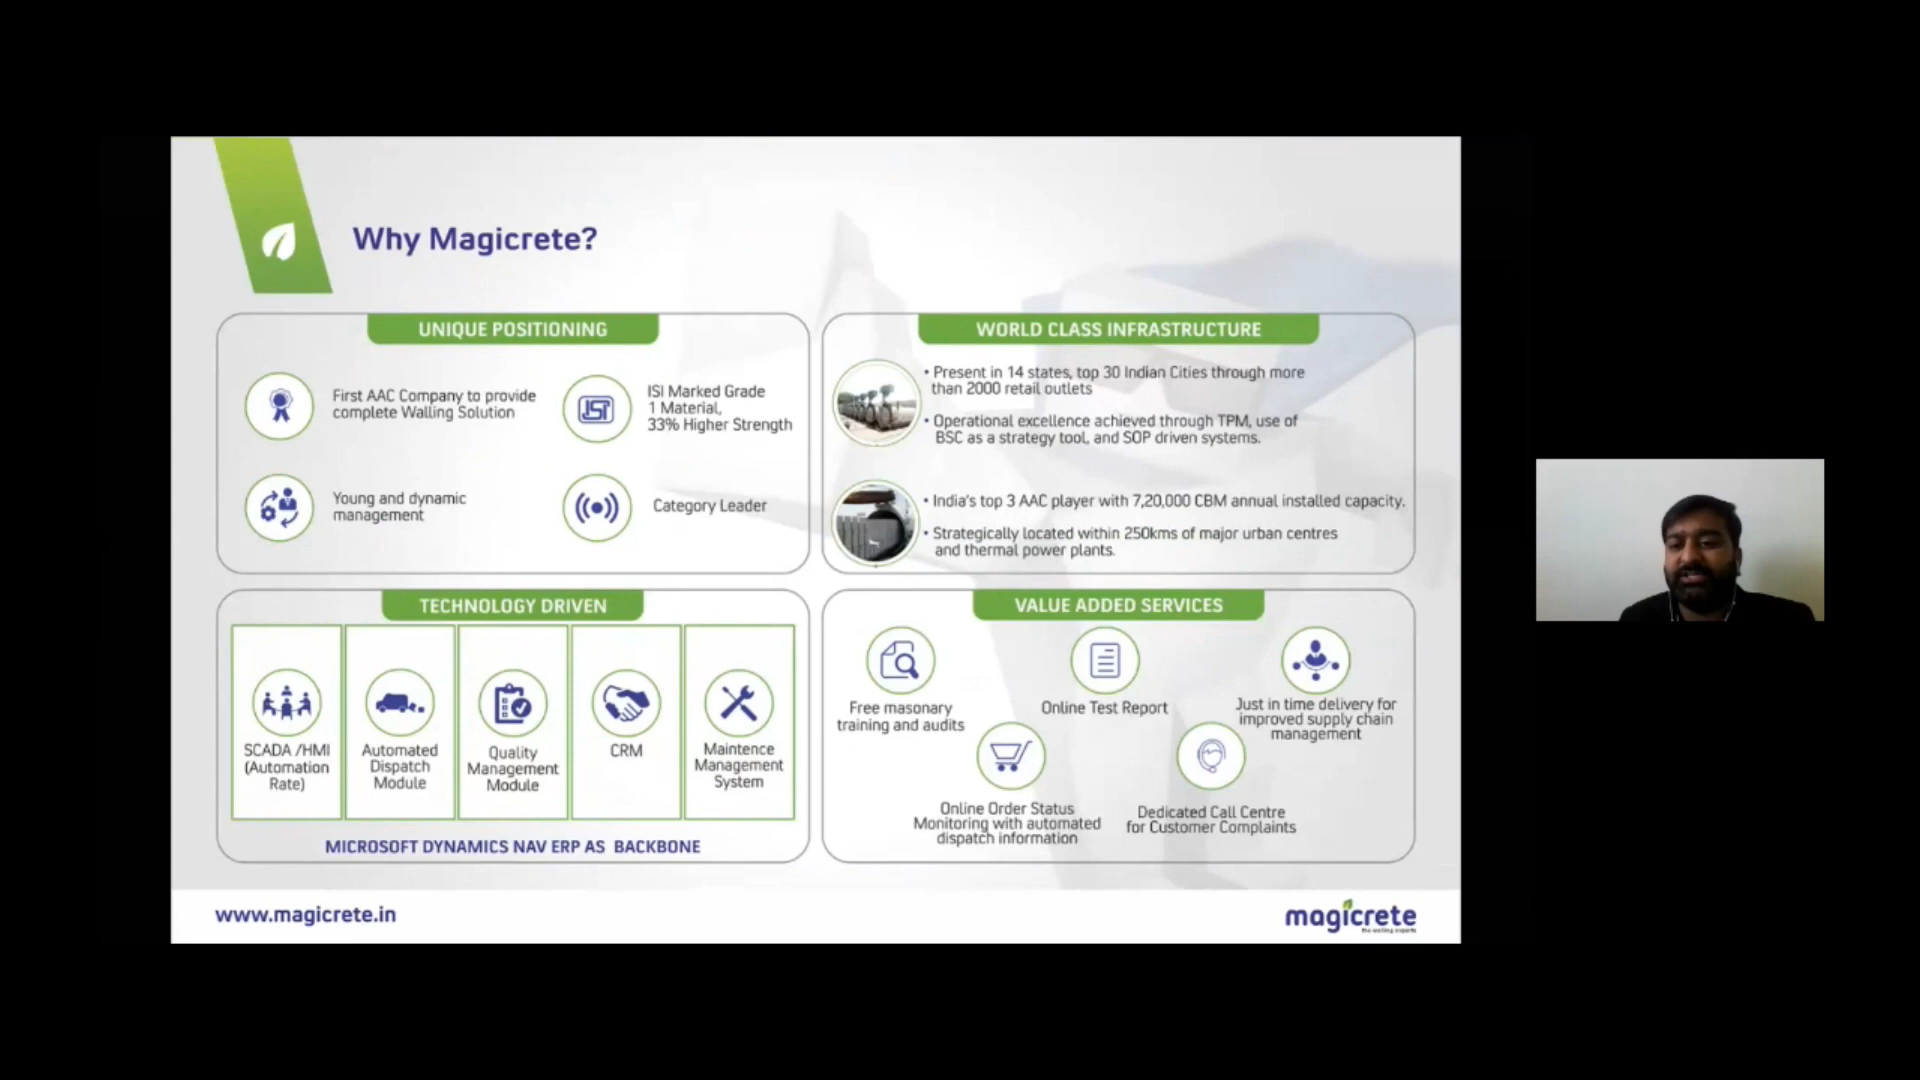 Why Magicrete?
UNIQUE POSITIONING
First AAC Company to provide
complete Walling Solution
ISI Marked Grade
1 Material,
33% Higher Strength
Young and dynamic
management
Category Leader
WORLD CLASS INFRASTRUCTURE
• Present in 14 states, top 30 Indian Cities through more
than 2000 retail outlets
• Operational excellence achieved through TPM, use of
BSC as a strategy tool, and SOP driven systems.
• India's top 3 AAC player with 7,20,000 CBM annual installed capacity.
• Strategically located within 250kms of major urban centres
and thermal power plants.
TECHNOLOGY DRIVEN
SCADA /HMI
(Automation
Rate)
Automated
Dispatch
Module
Quality
Management
Module
CRM
Maintence
Management
System
MICROSOFT DYNAMICS NAV ERP AS BACKBONE
VALUE ADDED SERVICES
Free masonary
training and audits
Online Test Report
Just in time delivery for
improved supply chain
management
Online Order Status
Monitoring with automated
dispatch information
Dedicated Call Centre
for Customer Complaints
www.magicrete.in
magicrete
the walling experts